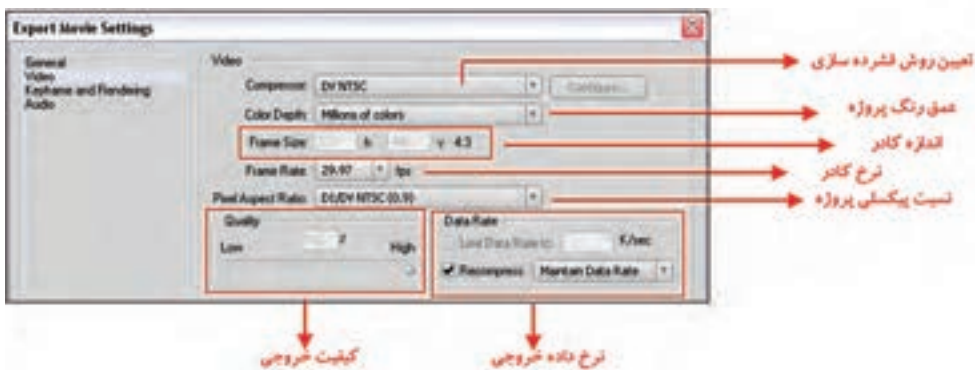 Export Movie Settings
General
Video
Keyframe and Rendering
Audio
Video
Compressor: DV NTSC
Configure...
Color Depth: Millions of colors
Frame Size: h v 4:3
Frame Rate: 29.97 fps
Pixel Aspect Ratio: D1/DV NTSC (0.9)
Quality
Low High
Data Rate
Limit Data Rate to K/sec
Recompress Maintain Data Rate
تعیین روش فشرده سازی
عمق رنگ پروژه
اندازه کادر
نرخ کادر
نسبت پیکسلی پروژه
کیفیت خروجی
نرخ داده خروجی